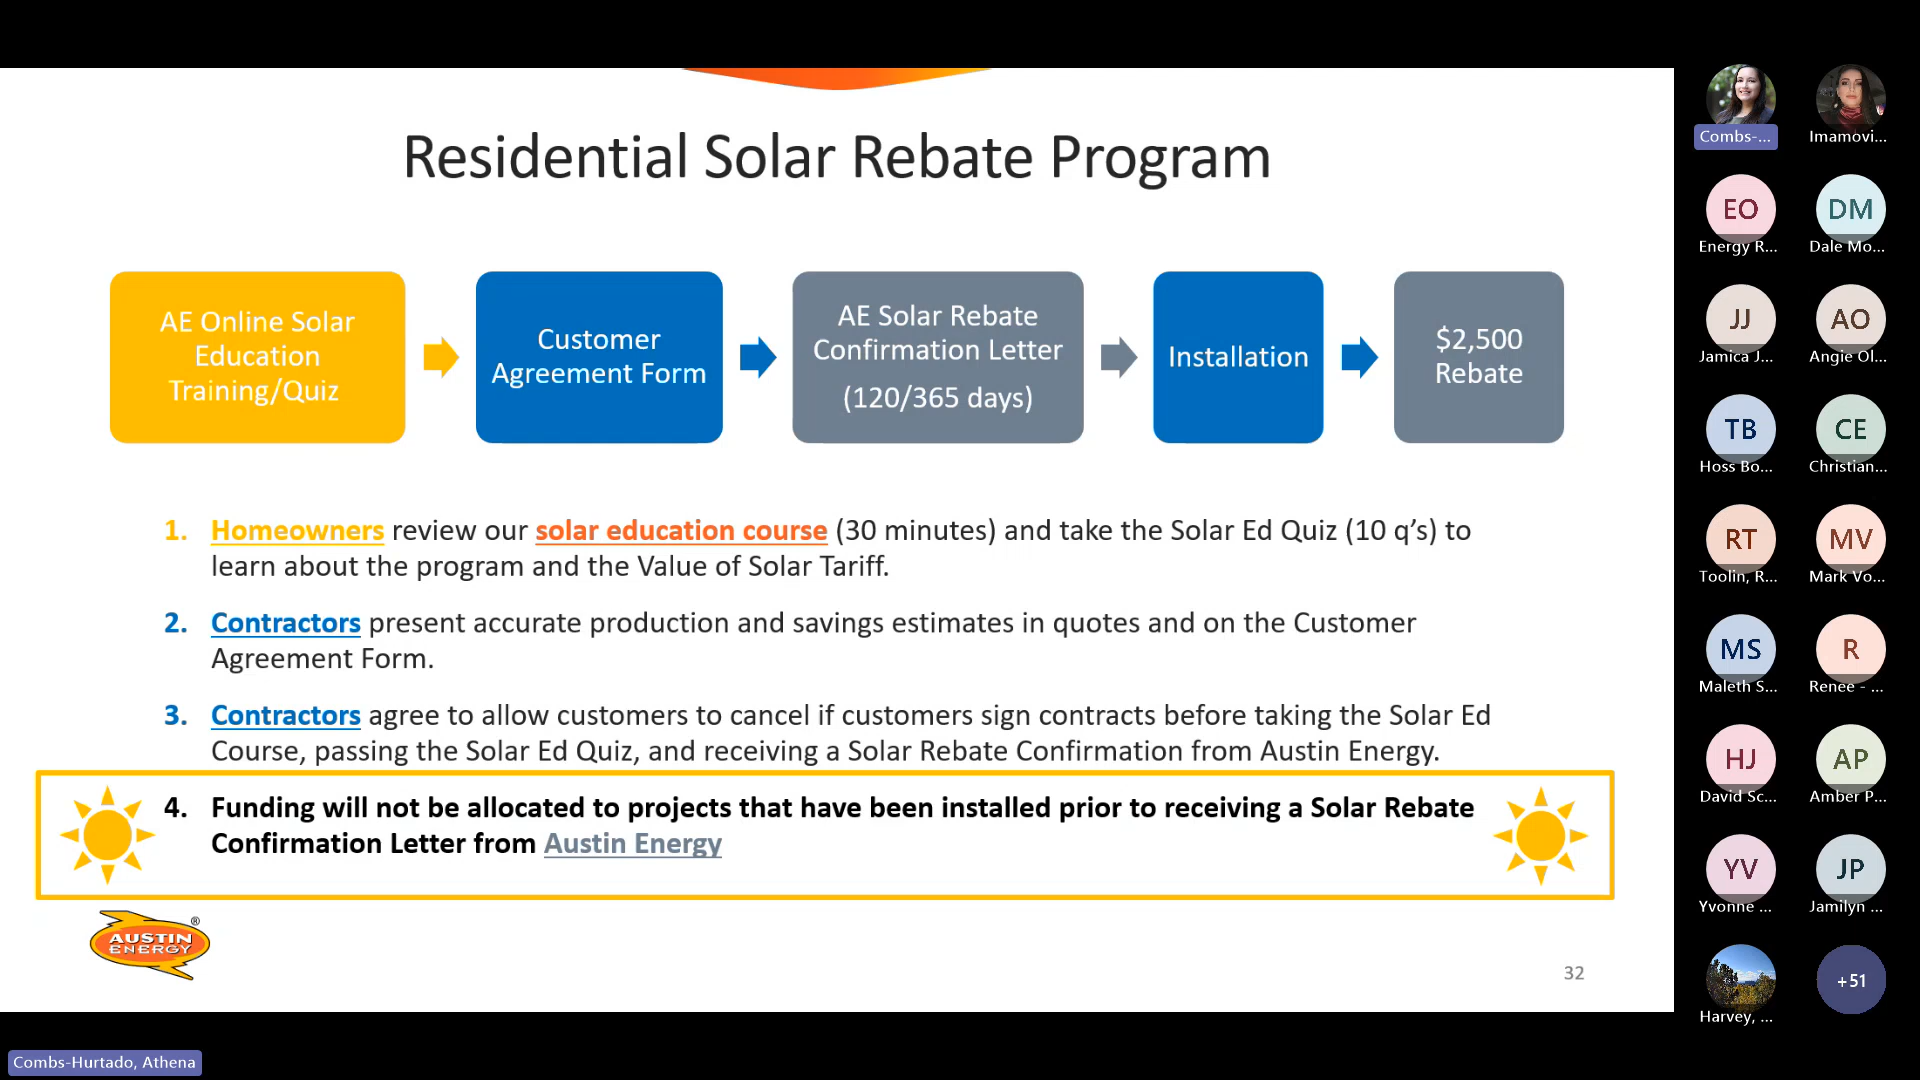 Residential Solar Rebate Program
AE Online Solar
Education
Training/Quiz
Customer
Agreement Form
AE Solar Rebate
Confirmation Letter
(120/365 days)
Installation
$2,500
Rebate
1. Homeowners review our solar education course (30 minutes) and take the Solar Ed Quiz (10 q’s) to
learn about the program and the Value of Solar Tariff.
2. Contractors present accurate production and savings estimates in quotes and on the Customer
Agreement Form.
3. Contractors agree to allow customers to cancel if customers sign contracts before taking the Solar Ed
Course, passing the Solar Ed Quiz, and receiving a Solar Rebate Confirmation from Austin Energy.
4. Funding will not be allocated to projects that have been installed prior to receiving a Solar Rebate
Confirmation Letter from Austin Energy
AUSTIN
ENERGY
®
32
Combs-Hurtado, Athena
Combs-...
Imamovi...
EO
Energy R...
DM
Dale Mo...
JJ
Jamica J...
AO
Angie Ol...
TB
Hoss Bo...
CE
Christian...
RT
Toolin, R...
MV
Mark Vo...
MS
Maleth S...
R
Renee - ...
HJ
David Sc...
AP
Amber P...
YV
Yvonne ...
JP
Jamilyn ...
Harvey, ...
+51